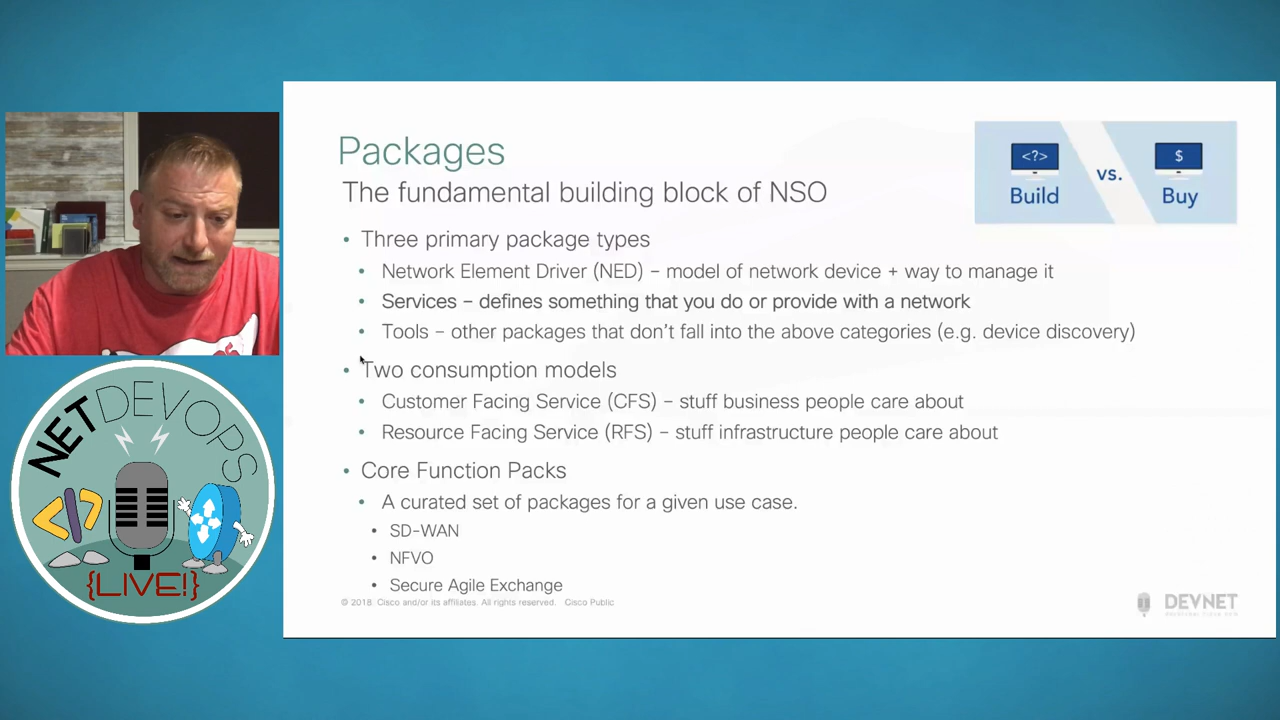 Packages
The fundamental building block of NSO
<?>
$
Build
vs.
Buy
• Three primary package types
• Network Element Driver (NED) – model of network device + way to manage it
• Services – defines something that you do or provide with a network
• Tools – other packages that don't fall into the above categories (e.g. device discovery)
• Two consumption models
• Customer Facing Service (CFS) – stuff business people care about
• Resource Facing Service (RFS) – stuff infrastructure people care about
• Core Function Packs
• A curated set of packages for a given use case.
• SD-WAN
• NFVO
• Secure Agile Exchange
© 2018 Cisco and/or its affiliates. All rights reserved. Cisco Public
DEVNET
NETDEVOPS
</>
{LIVE!}